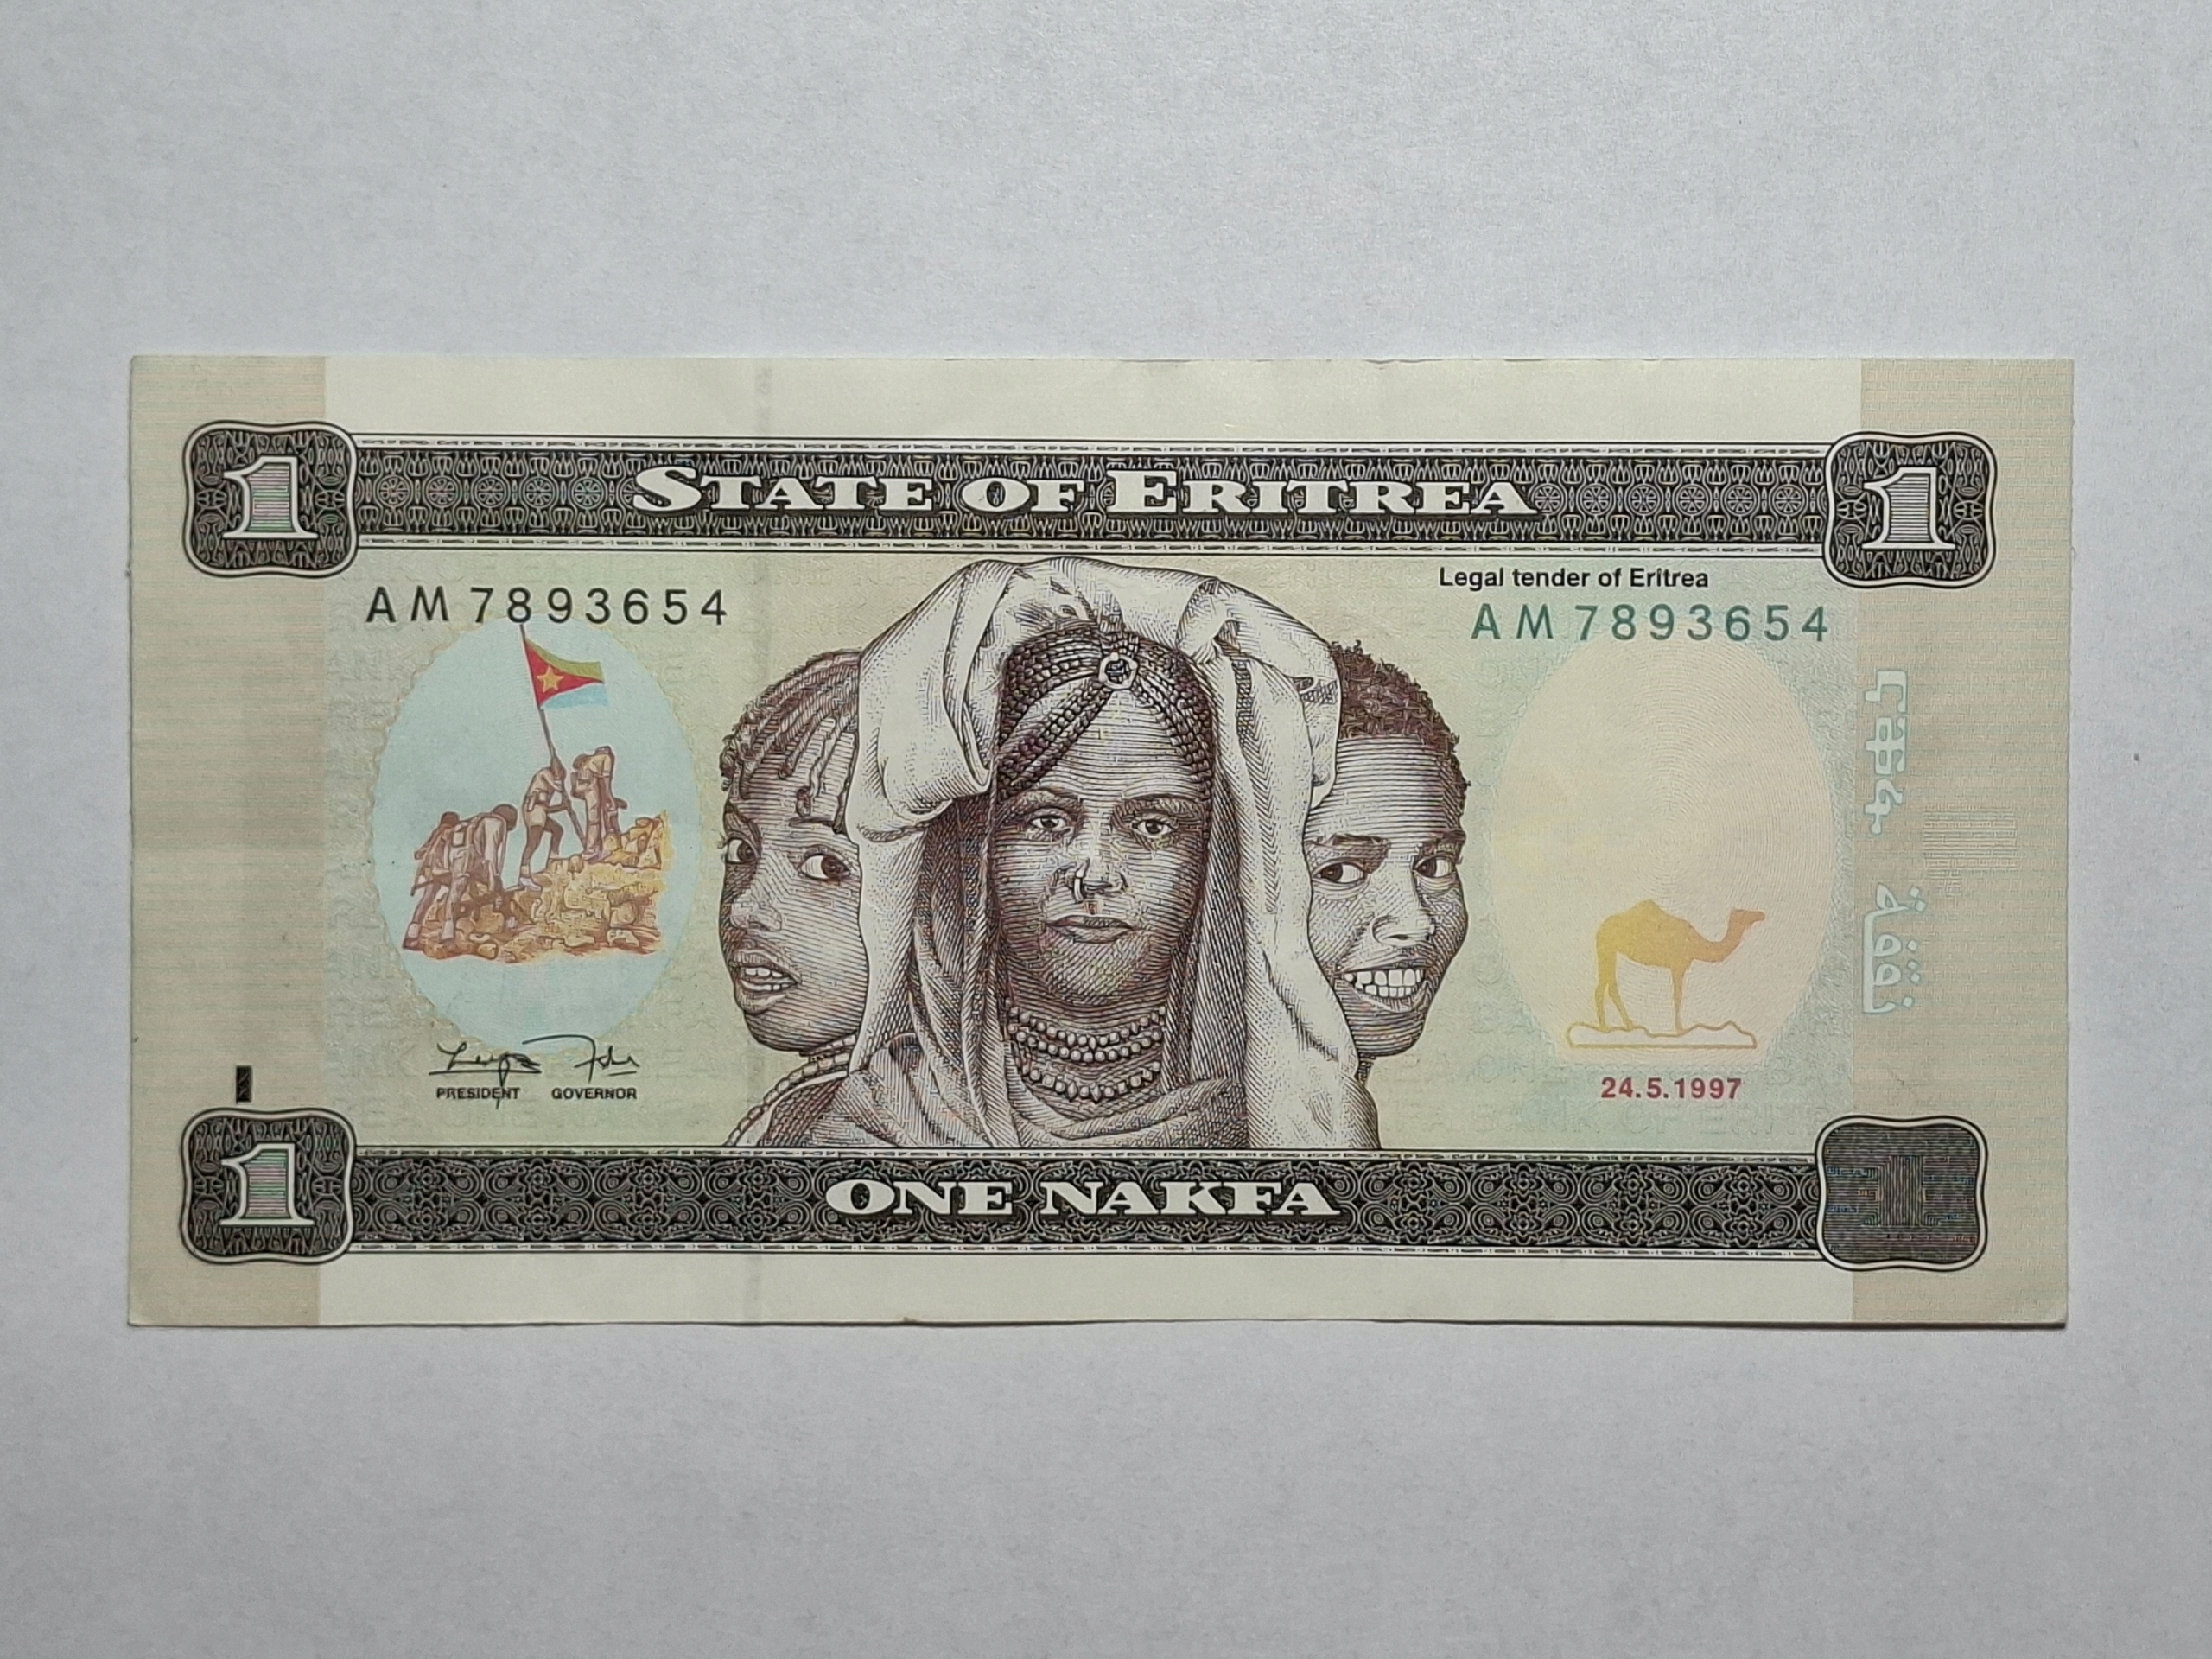 1 STATE OF ERITREA 1
Legal tender of Eritrea
AM 7893654
AM 7893654
ናቕፋ
نقفة
PRESIDENT GOVERNOR
24.5.1997
1 ONE NAKFA 1